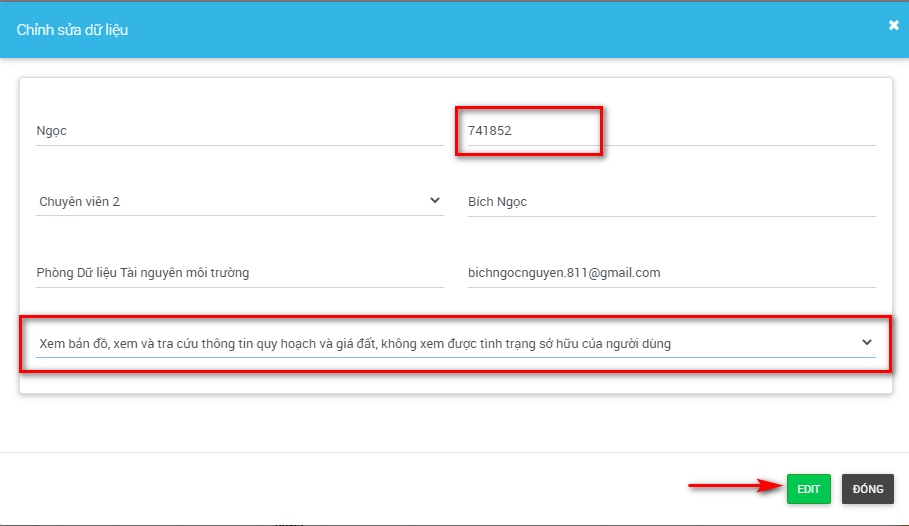 Chỉnh sửa dữ liệu
Ngọc
741852
Chuyên viên 2
Bích Ngọc
Phòng Dữ liệu Tài nguyên môi trường
bichngocnguyen.811@gmail.com
Xem bản đồ, xem và tra cứu thông tin quy hoạch và giá đất, không xem được tình trạng sở hữu của người dùng
EDIT
ĐÓNG